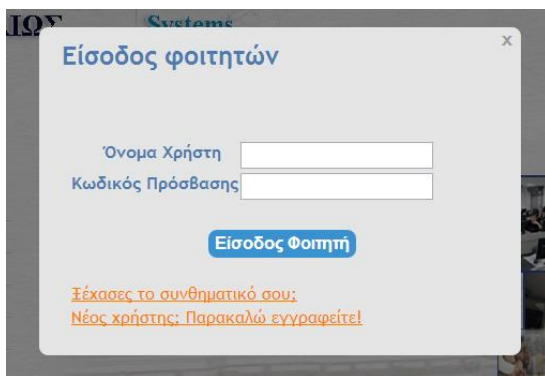 Systems
x
Είσοδος φοιτητών
Όνομα Χρήστη
Κωδικός Πρόσβασης
Είσοδος Φοιτητή
Ξέχασες το συνθηματικό σου;
Νέος χρήστης; Παρακαλώ εγγραφείτε!